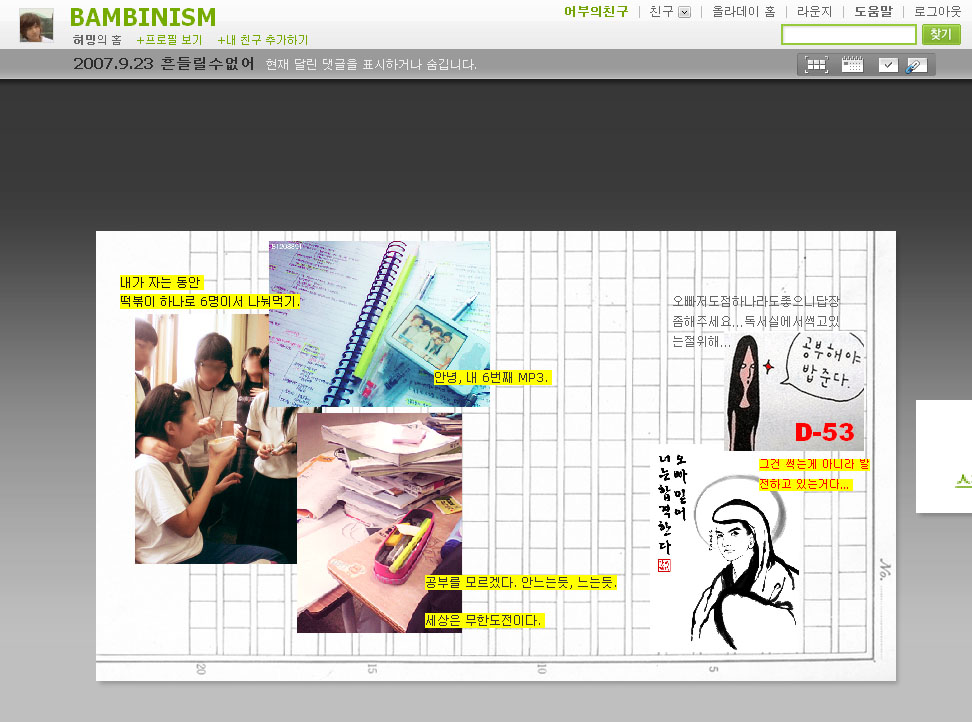 BAMBINISM
어부의친구 | 친구 | 올라데이 홈 | 라운지 | 도움말 | 로그아웃
허밍의 홈 +프로필 보기 +내 친구 추가하기
찾기
2007.9.23 흔들릴수없어 현재 달린 댓글을 표시하거나 숨깁니다.
내가 자는 동안
떡볶이 하나로 6명이서 나눠먹기.
안녕, 내 6번째 MP3.
공부를 모르겠다. 안느는듯, 느는듯.
세상은 무한도전이다.
오빠저도점하나라도좋으니답장
좀해주세요...독서실에서썩고있
는절위해...
공부해야
밥준다.
D-53
그건 썩는게 아니라 발
전하고 있는거다...
오빠믿어
너는합격한다
No.
20
15
10
5